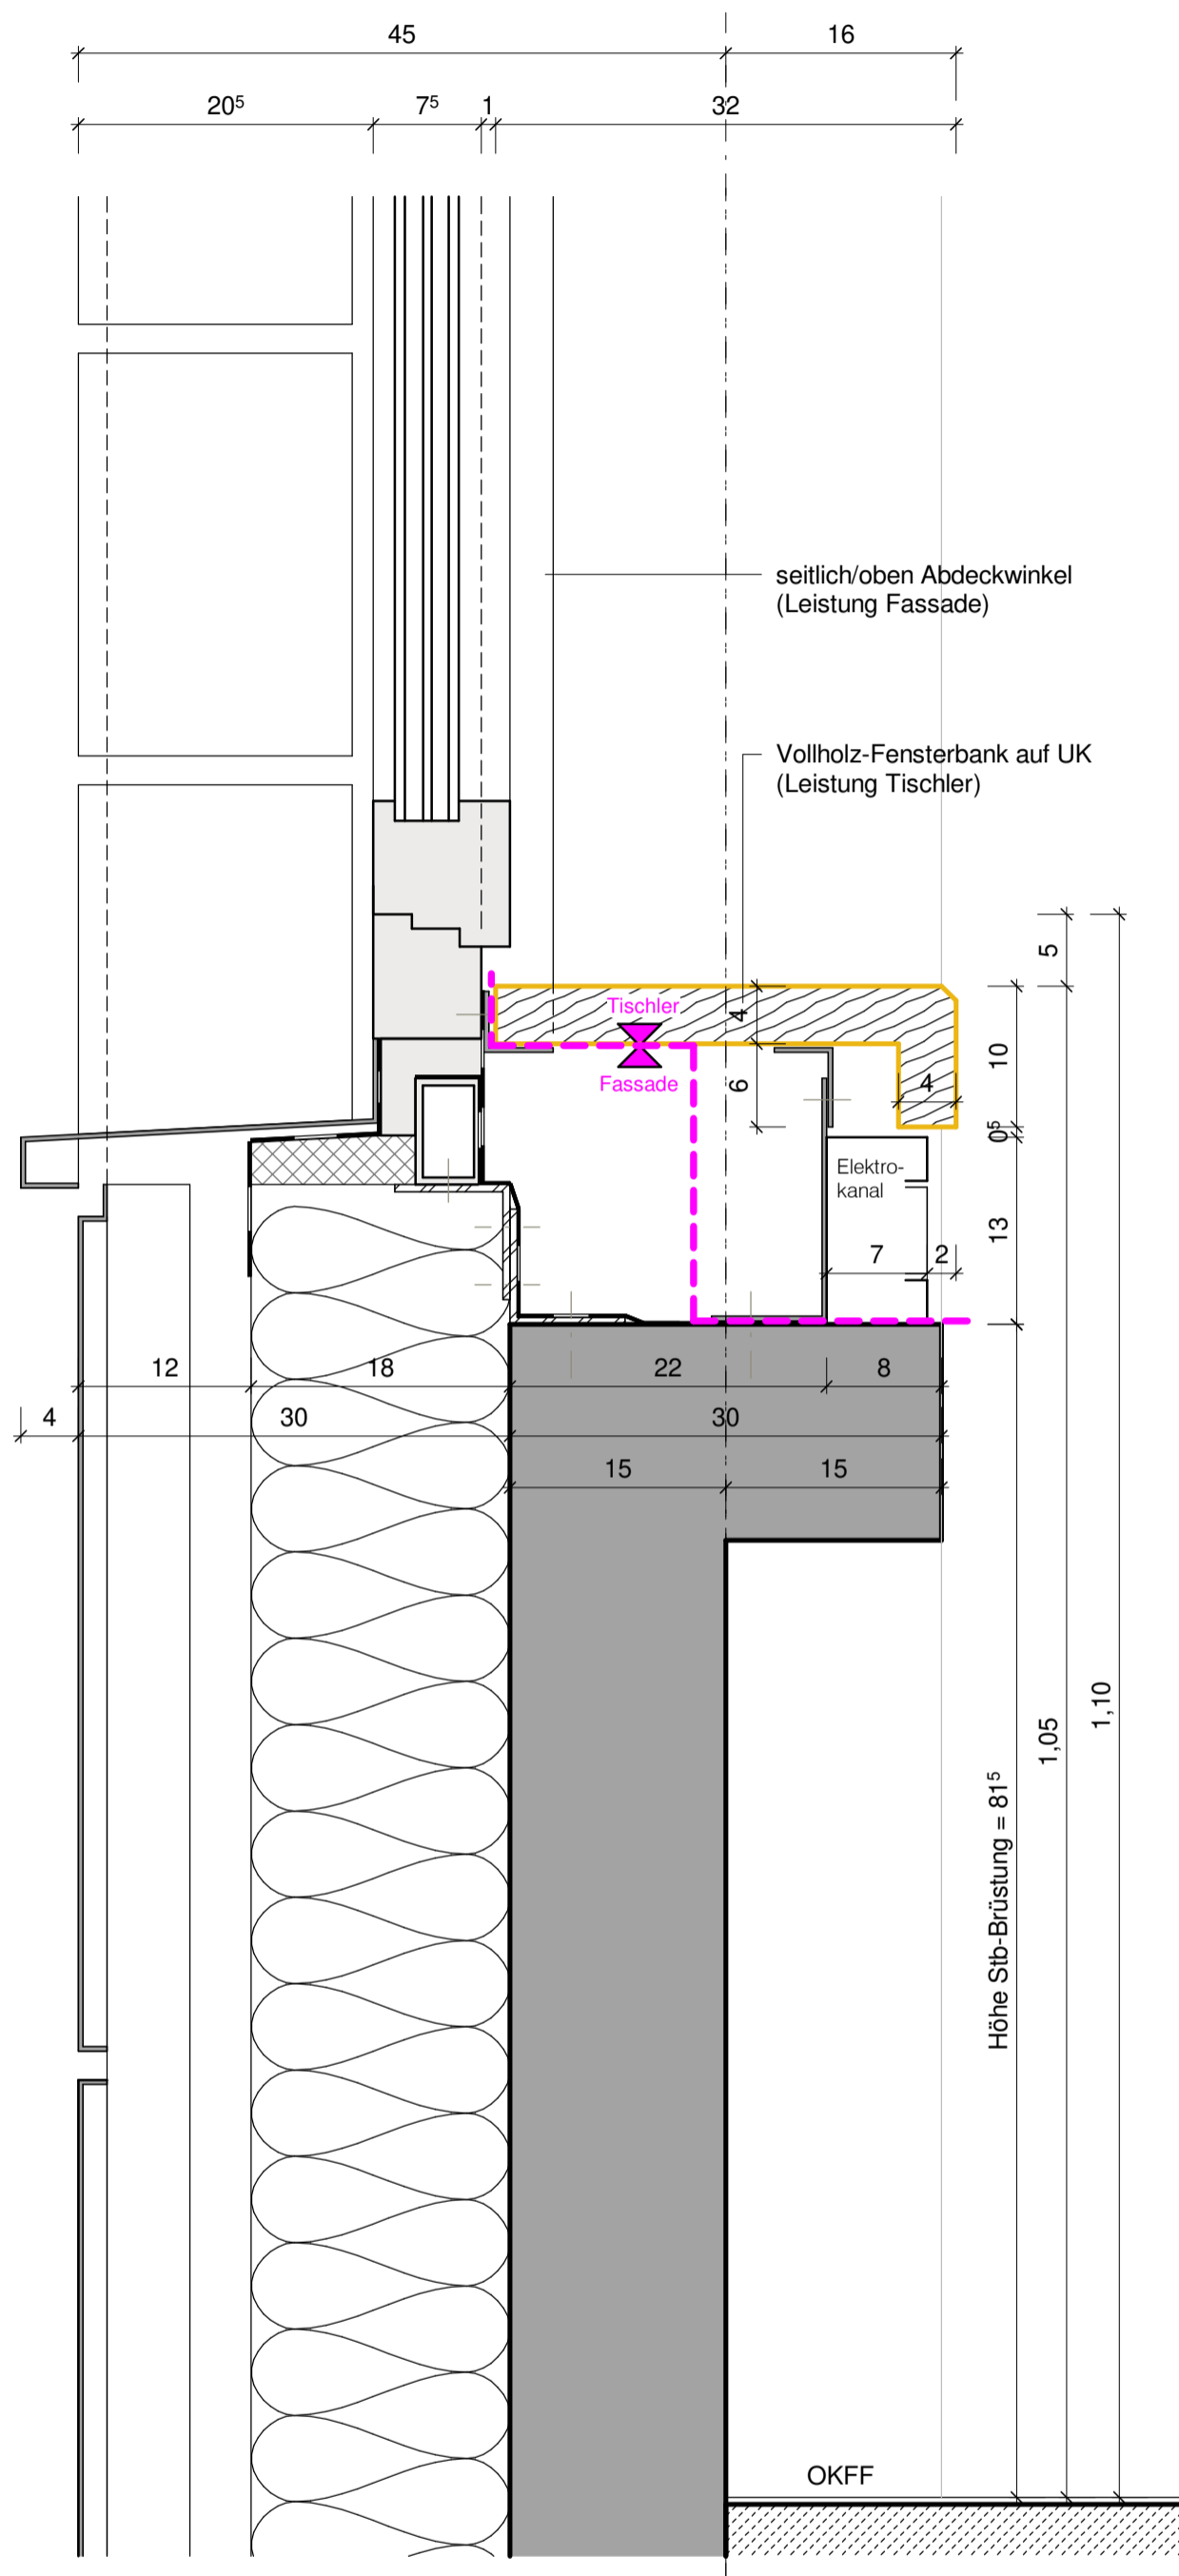 45
16
20⁵
7⁵
1
32
seitlich/oben Abdeckwinkel
(Leistung Fassade)
Vollholz-Fensterbank auf UK
(Leistung Tischler)
5
Tischler
4
Fassade
6
10
4
0⁵
Elektro-
kanal
13
7
2
12
18
22
8
4
30
30
15
15
1,10
1,05
Höhe Stb-Brüstung = 81⁵
OKFF